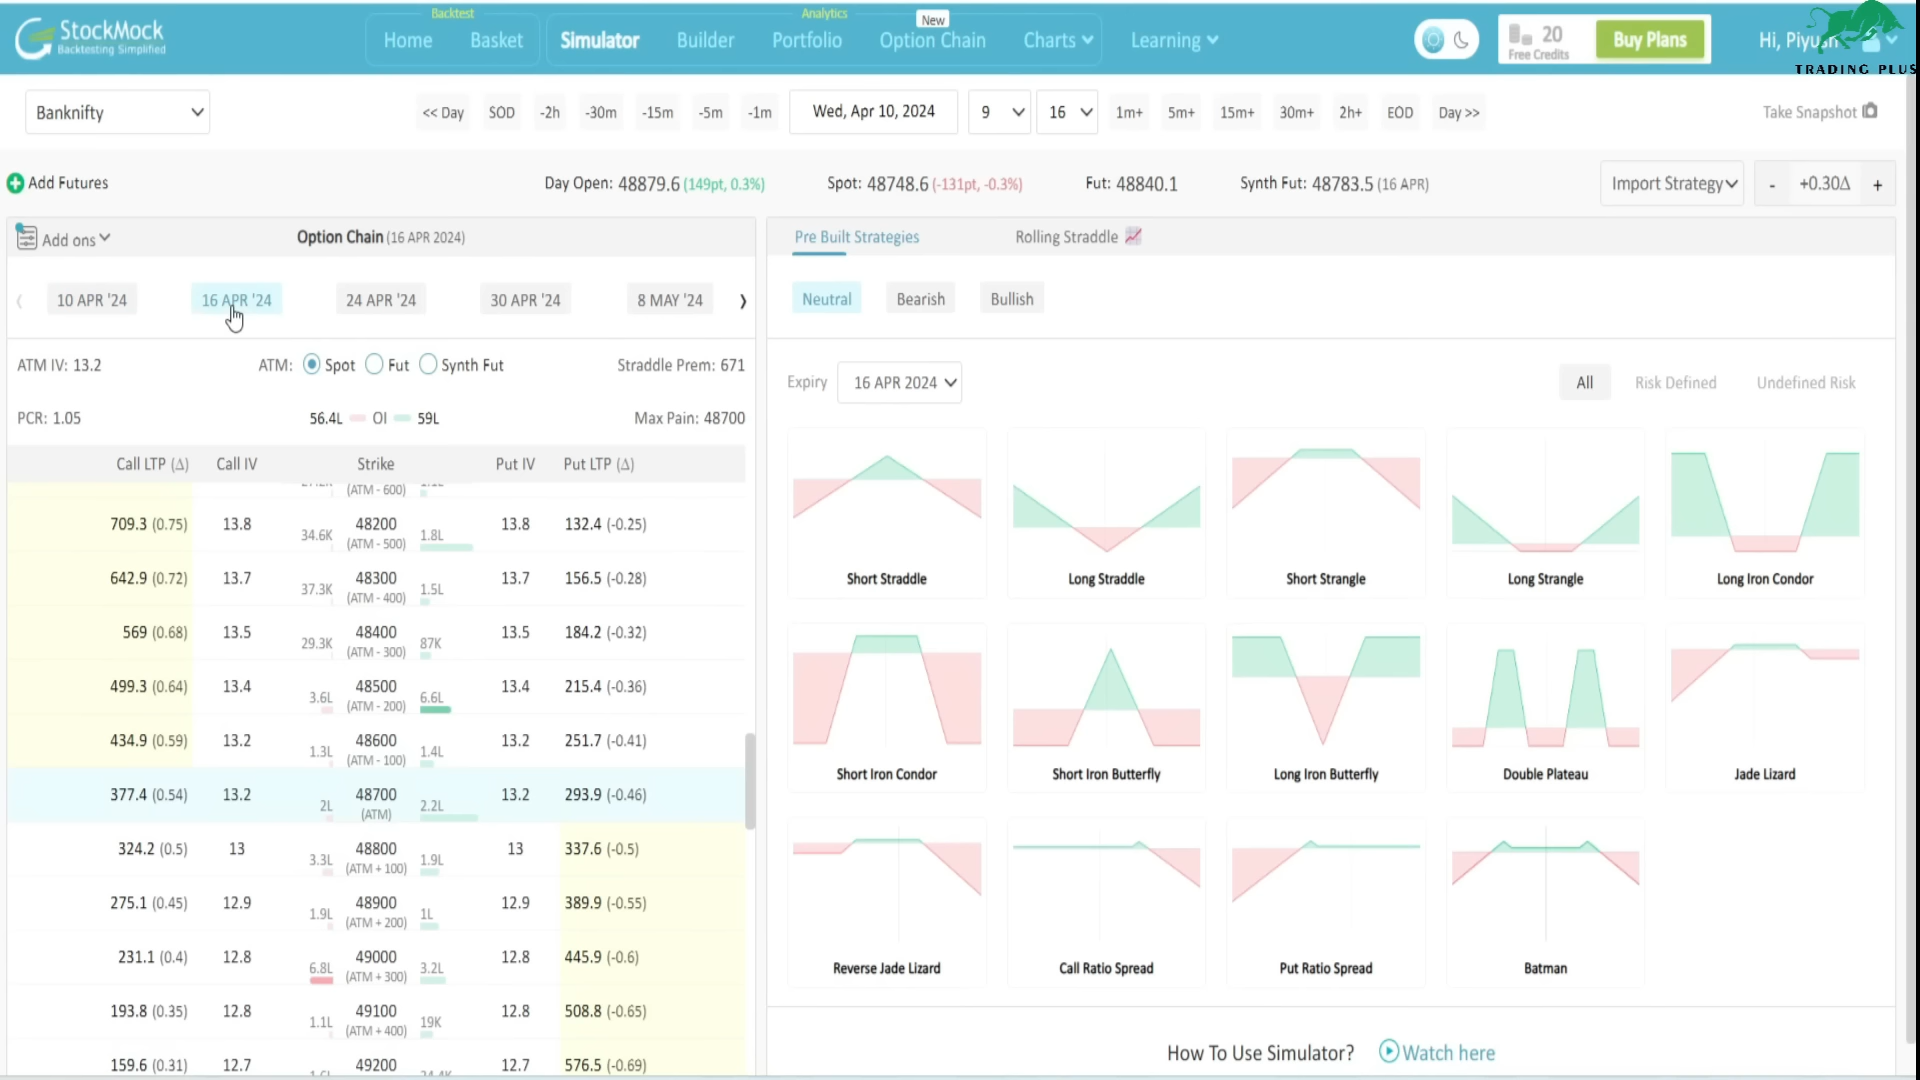 StockMock
Backtesting Simplified
Backtest
Home
Basket
Simulator
Builder
Analytics
Portfolio
New
Option Chain
Charts
Learning
20
Free Credits
Buy Plans
Hi, Piyush
TRADING PLUS
Banknifty
<< Day SOD -2h -30m -15m -5m -1m Wed, Apr 10, 2024 9 16 1m+ 5m+ 15m+ 30m+ 2h+ EOD Day >>
Take Snapshot
Add Futures
Day Open: 48879.6 (149pt, 0.3%) Spot: 48748.6 (-131pt, -0.3%) Fut: 48840.1 Synth Fut: 48783.5 (16 APR)
Import Strategy
- +0.30Δ +
Add ons
Option Chain (16 APR 2024)
10 APR '24 16 APR '24 24 APR '24 30 APR '24 8 MAY '24
ATM IV: 13.2 ATM: Spot Fut Synth Fut Straddle Prem: 671
PCR: 1.05 56.4L OI 59L Max Pain: 48700
Call LTP (Δ) Call IV Strike Put IV Put LTP (Δ)
(ATM - 600)
709.3 (0.75) 13.8 34.6K 48200 1.8L 13.8 132.4 (-0.25)
(ATM - 500)
642.9 (0.72) 13.7 37.3K 48300 1.5L 13.7 156.5 (-0.28)
(ATM - 400)
569 (0.68) 13.5 29.3K 48400 87K 13.5 184.2 (-0.32)
(ATM - 300)
499.3 (0.64) 13.4 3.6L 48500 6.6L 13.4 215.4 (-0.36)
(ATM - 200)
434.9 (0.59) 13.2 1.3L 48600 1.4L 13.2 251.7 (-0.41)
(ATM - 100)
377.4 (0.54) 13.2 2L 48700 2.2L 13.2 293.9 (-0.46)
(ATM)
324.2 (0.5) 13 3.3L 48800 1.9L 13 337.6 (-0.5)
(ATM + 100)
275.1 (0.45) 12.9 1.9L 48900 1L 12.9 389.9 (-0.55)
(ATM + 200)
231.1 (0.4) 12.8 6.8L 49000 3.2L 12.8 445.9 (-0.6)
(ATM + 300)
193.8 (0.35) 12.8 1.1L 49100 19K 12.8 508.8 (-0.65)
(ATM + 400)
159.6 (0.31) 12.7 49200 12.7 576.5 (-0.69)
Pre Built Strategies
Rolling Straddle
Neutral Bearish Bullish
Expiry 16 APR 2024
All Risk Defined Undefined Risk
Short Straddle Long Straddle Short Strangle Long Strangle Long Iron Condor
Short Iron Condor Short Iron Butterfly Long Iron Butterfly Double Plateau Jade Lizard
Reverse Jade Lizard Call Ratio Spread Put Ratio Spread Batman
How To Use Simulator? Watch here